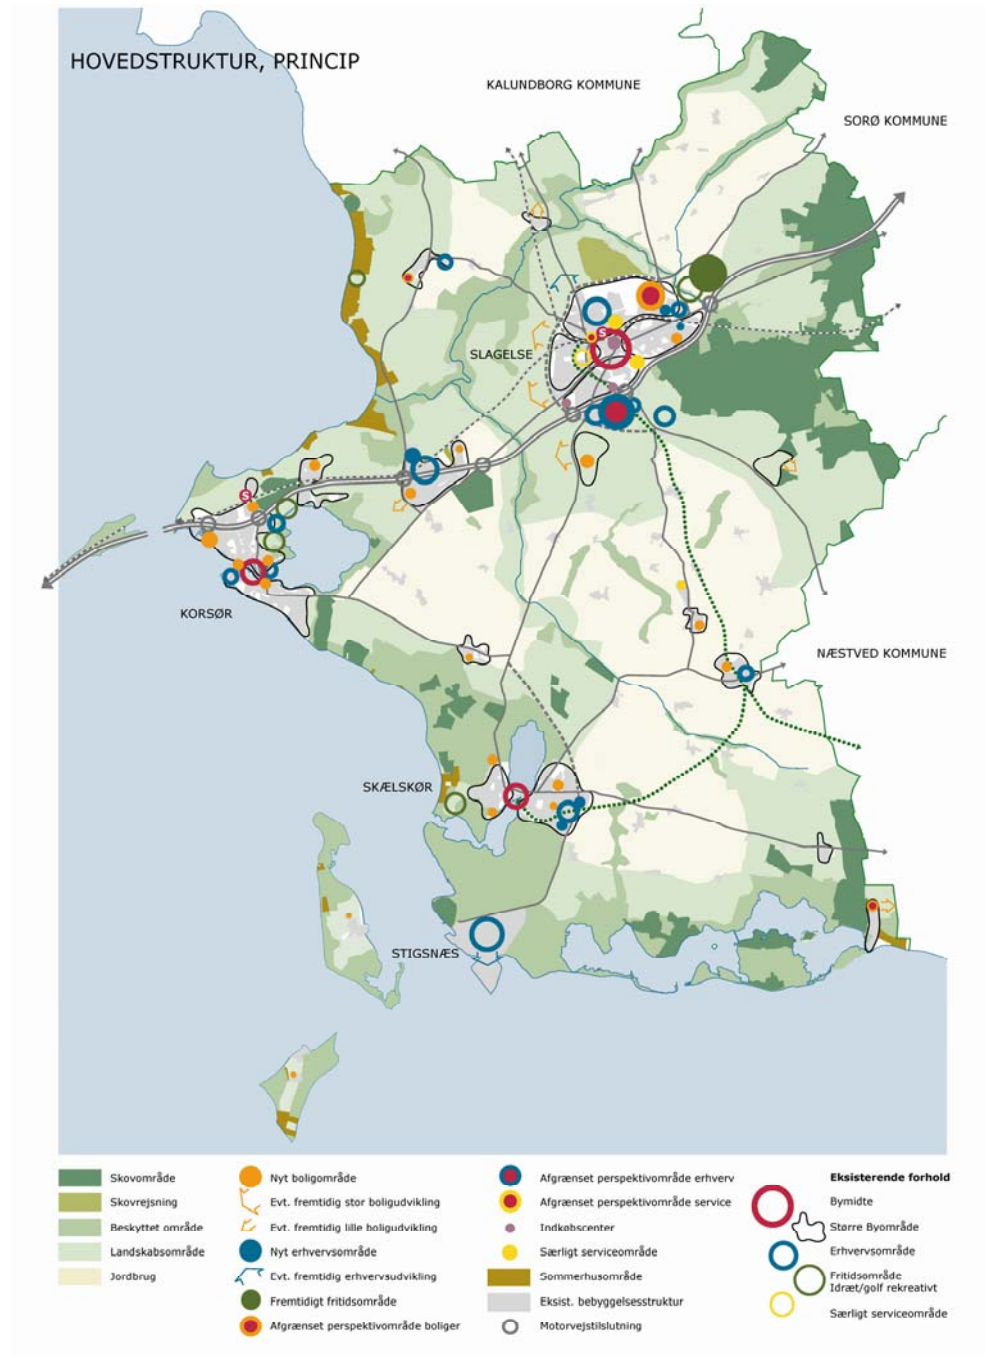 HOVEDSTRUKTUR, PRINCIP
KALUNDBORG KOMMUNE
SORØ KOMMUNE
SLAGELSE
S
S
KORSØR
NÆSTVED KOMMUNE
SKÆLSKØR
STIGSNÆS
Skovområde
Skovrejsning
Beskyttet område
Landskabsområde
Jordbrug
Nyt boligområde
Evt. fremtidig stor boligudvikling
Evt. fremtidig lille boligudvikling
Nyt erhvervsområde
Evt. fremtidig erhvervsudvikling
Fremtidigt fritidsområde
Afgrænset perspektivområde boliger
Afgrænset perspektivområde erhverv
Afgrænset perspektivområde service
Indkøbscenter
Særligt serviceområde
Sommerhusområde
Eksist. bebyggelsesstruktur
Motorvejstilslutning
Eksisterende forhold
Bymidte
Større Byområde
Erhvervsområde
Fritidsområde
Idræt/golf rekreativt
Særligt serviceområde